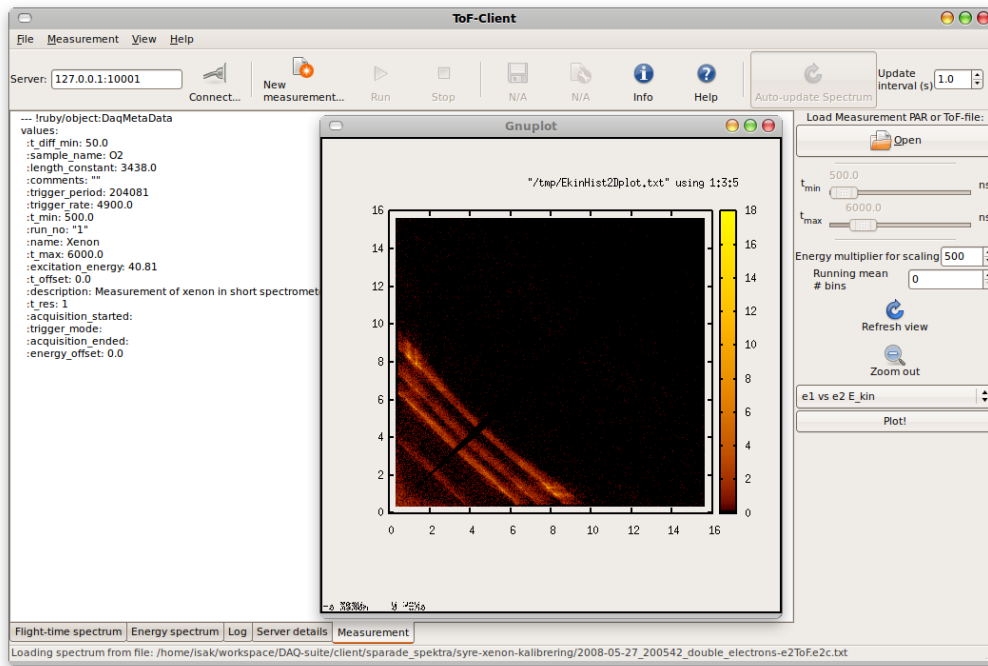 ToF-Client
File Measurement View Help
Server: 127.0.0.1:10001
Connect...
New measurement...
Run
Stop
N/A
N/A
Info
Help
Auto-update Spectrum
Update interval (s) 1.0
--- !ruby/object:DaqMetaData
values:
:t_diff_min: 50.0
:sample_name: O2
:length_constant: 3438.0
:comments: ""
:trigger_period: 204081
:trigger_rate: 4900.0
:t_min: 500.0
:run_no: "1"
:name: Xenon
:t_max: 6000.0
:excitation_energy: 40.81
:t_offset: 0.0
:description: Measurement of xenon in short spectromet
:t_res: 1
:acquisition_started:
:trigger_mode:
:acquisition_ended:
:energy_offset: 0.0
Gnuplot
"/tmp/EkinHist2Dplot.txt" using 1:3:5
16
14
12
10
8
6
4
2
0
0 2 4 6 8 10 12 14 16
18
16
14
12
10
8
6
4
2
0
Load Measurement PAR or ToF-file:
Open
500.0
tmin ns
6000.0
tmax ns
Energy multiplier for scaling 500
Running mean # bins 0
Refresh view
Zoom out
e1 vs e2 E_kin
Plot!
Flight-time spectrum Energy spectrum Log Server details Measurement
Loading spectrum from file: /home/isak/workspace/DAQ-suite/client/sparade_spektra/syre-xenon-kalibrering/2008-05-27_200542_double_electrons-e2ToF.e2c.txt